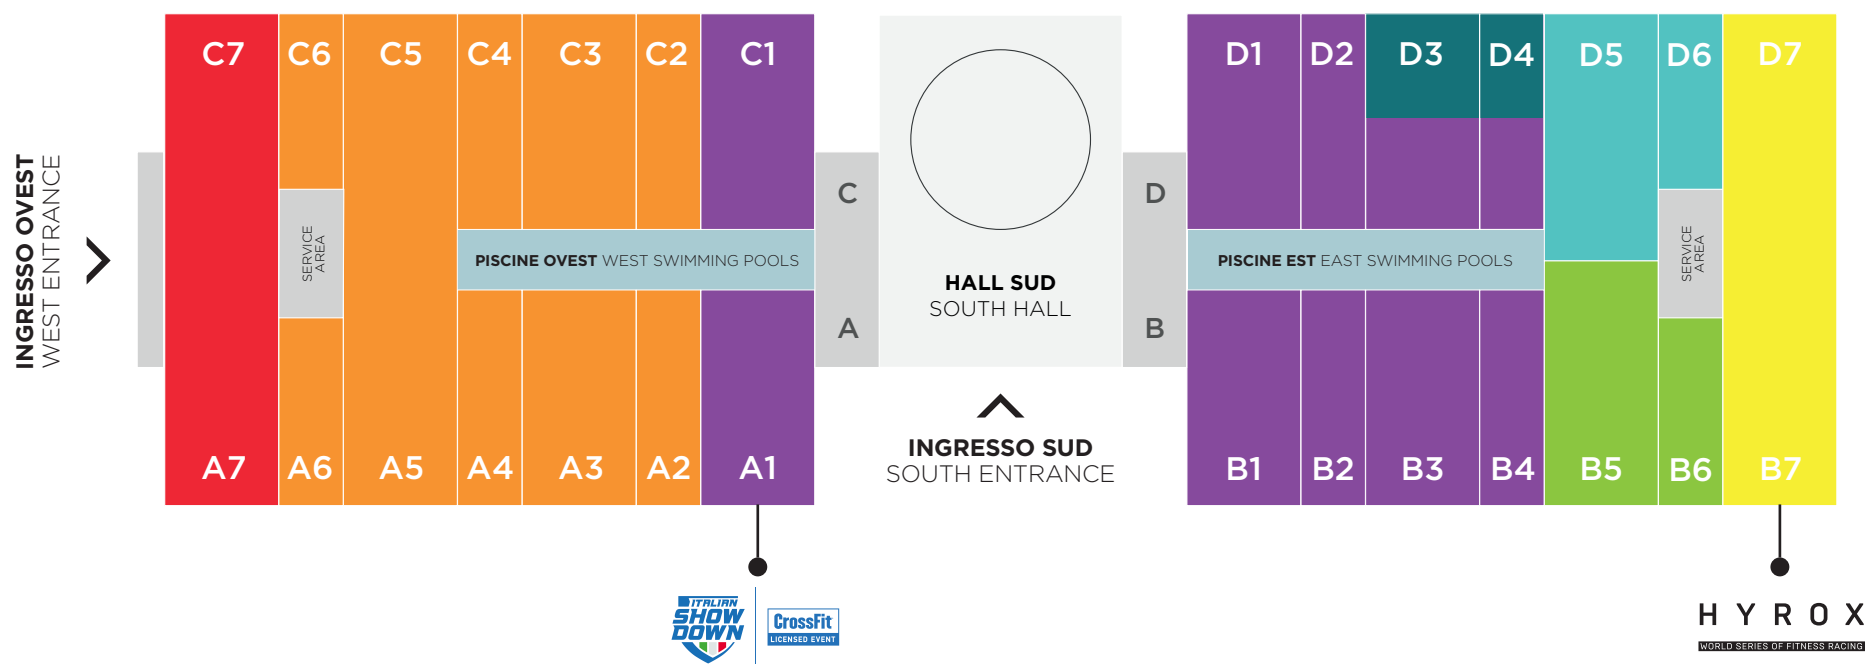 C7
C6
C5
C4
C3
C2
C1
D1
D2
D3
D4
D5
D6
D7
INGRESSO OVEST
WEST ENTRANCE
SERVICE
AREA
PISCINE OVEST WEST SWIMMING POOLS
C
A
HALL SUD
SOUTH HALL
D
B
PISCINE EST EAST SWIMMING POOLS
SERVICE
AREA
INGRESSO SUD
SOUTH ENTRANCE
A7
A6
A5
A4
A3
A2
A1
B1
B2
B3
B4
B5
B6
B7
ITALIAN
SHOW
DOWN
CrossFit
LICENSED EVENT
HYROX
WORLD SERIES OF FITNESS RACING